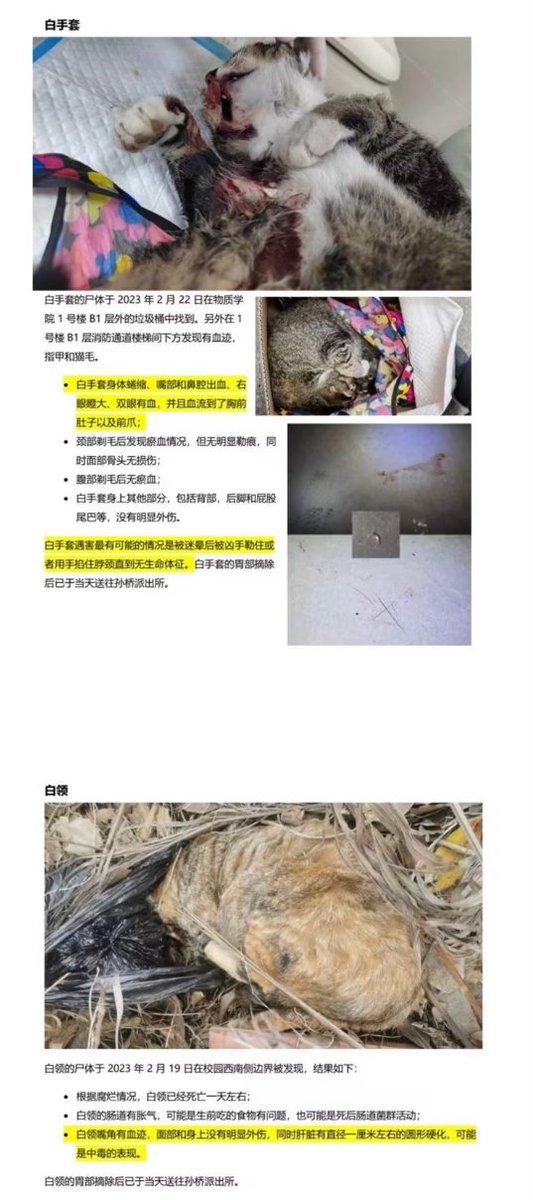 白手套
白手套的尸体于 2023 年 2 月 22 日在物质学
院 1 号楼 B1 层外的垃圾桶中找到。另外在 1
号楼 B1 层消防通道楼梯间下方发现有血迹，
指甲和猫毛。
• 白手套身体蜷缩、嘴部和鼻腔出血、右
眼瞪大、双眼有血，并且血流到了胸前
肚子以及前爪；
• 颈部剃毛后发现瘀血情况，但无明显勒痕，同
时面部骨头无损伤；
• 腹部剃毛后无瘀血；
• 白手套身上其他部分，包括背部，后脚和屁股
尾巴等，没有明显外伤。
白手套遇害最有可能的情况是被迷晕后被凶手勒住或
者用手掐住脖颈直到无生命体征。白手套的胃部摘除
后已于当天送往孙桥派出所。
白领
白领的尸体于 2023 年 2 月 19 日在校园西南侧边界被发现，结果如下：
• 根据腐烂情况，白领已经死亡一天左右；
• 白领的肠道有胀气，可能是生前吃的食物有问题，也可能是死后肠道菌群活动；
• 白领嘴角有血迹，面部和身上没有明显外伤，同时肝脏有直径一厘米左右的圆形硬化，可能
是中毒的表现。
白领的胃部摘除后已于当天送往孙桥派出所。